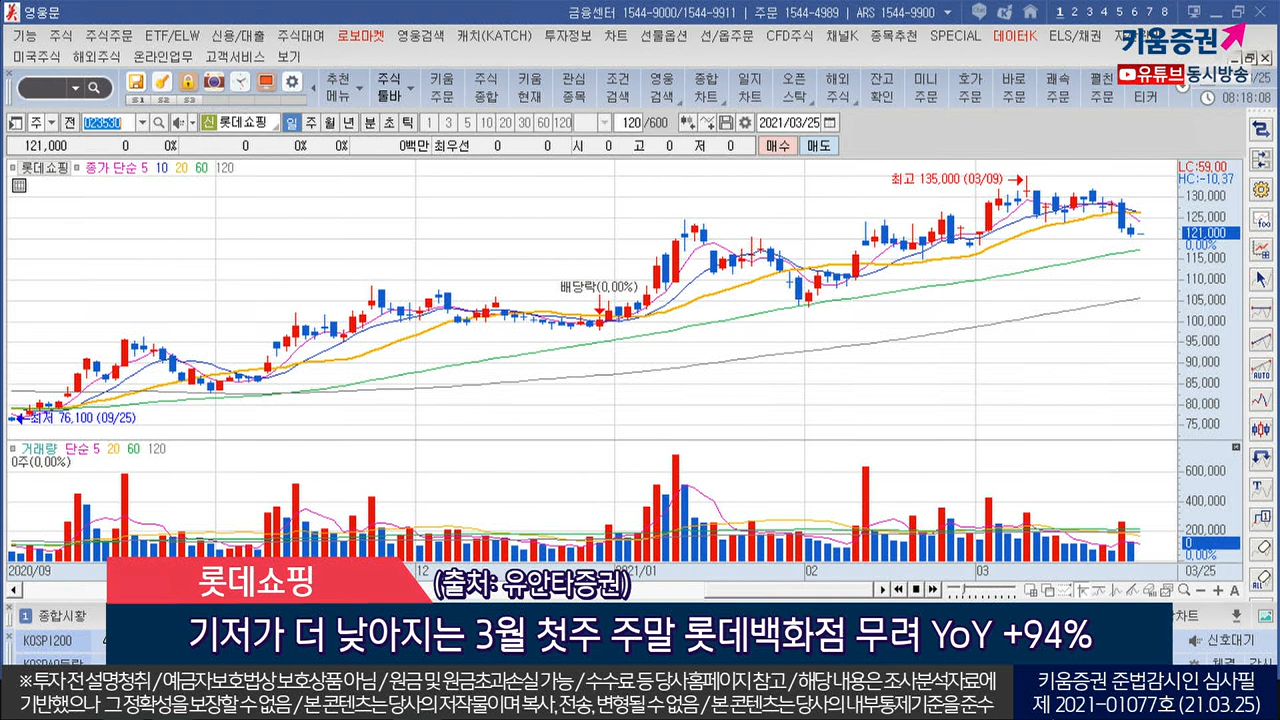 영웅문
금융센터 1544-9000/1544-9911 | 주문 1544-4989 | ARS 1544-9900
1 2 3 4 5 6 7 8
기능 주식 주식주문 ETF/ELW 신용/대출 주식대여 로보마켓 영웅검색 캐치(KATCH) 투자정보 차트 선물옵션 선/옵주문 CFD주식 채널K 종목추천 SPECIAL 데이터K ELS/채권
미국주식 해외주식 온라인업무 고객서비스 보기
키움증권
유튜브 동시방송
08:18:08
S1 S2 S3
추천 주식 키움 주식 키움 관심 조건 영웅 종합 일지 오픈 해외 잔고 미니 호가 바로 쾌속 팔친
메뉴 툴바 주문 종합 현재 종목 검색 검색 차트 차트 스탁 주식 확인 주문 주문 주문 주문 주문 티커
주 전 023530 신 롯데쇼핑 일 주 월 년 분 초 틱 1 3 5 10 20 30 60 120 120 /600 2021/03/25
121,000 0 0% 0 0% 0% 0백만 최우선 0 0 시 0 고 0 저 0 매수 매도
롯데쇼핑 종가 단순 5 10 20 60 120
LC:59,00
HC:-10,37
최고 135,000 (03/09)
130,000
125,000
121,000
0,00%
115,000
110,000
배당락(0,00%)
105,000
100,000
95,000
90,000
85,000
80,000
75,000
최저 76,100 (09/25)
거래량 단순 5 20 60 120
0주(0,00%)
600,000
400,000
200,000
0
0,00%
2020/09 12 2021/01 02 03 03/25
AUTO
ALL
롯데쇼핑
(출처: 유안타증권)
1 종합시황
KOSPI200
신호대기
기저가 더 낮아지는 3월 첫주 주말 롯데백화점 무려 YoY +94%
※ 투자 전 설명청취 / 예금자보호법상 보호상품 아님 / 원금 및 원금초과손실 가능 / 수수료 등 당사홈페이지 참고 / 해당 내용은 조사분석자료에
기반했으나 그 정확성을 보장할 수 없음 / 본 콘텐츠는 당사의 저작물이며 복사, 전송, 변형될 수 없음 / 본 콘텐츠는 당사의 내부통제기준을 준수
키움증권 준법감시인 심사필
제 2021-01077호 (21.03.25)